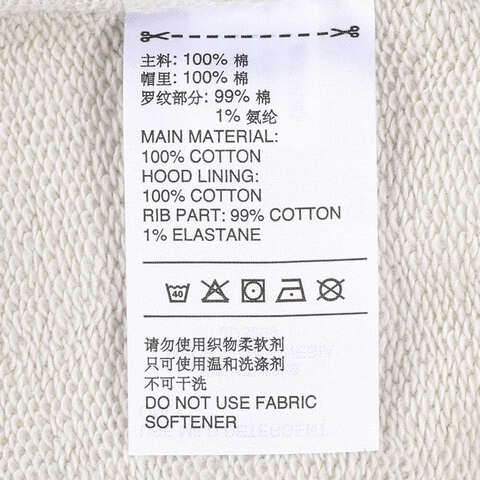 主料: 100% 棉
帽里: 100% 棉
罗纹部分: 99% 棉
1% 氨纶
MAIN MATERIAL:
100% COTTON
HOOD LINING:
100% COTTON
RIB PART: 99% COTTON
1% ELASTANE
40
请勿使用织物柔软剂
只可使用温和洗涤剂
不可干洗
DO NOT USE FABRIC
SOFTENER